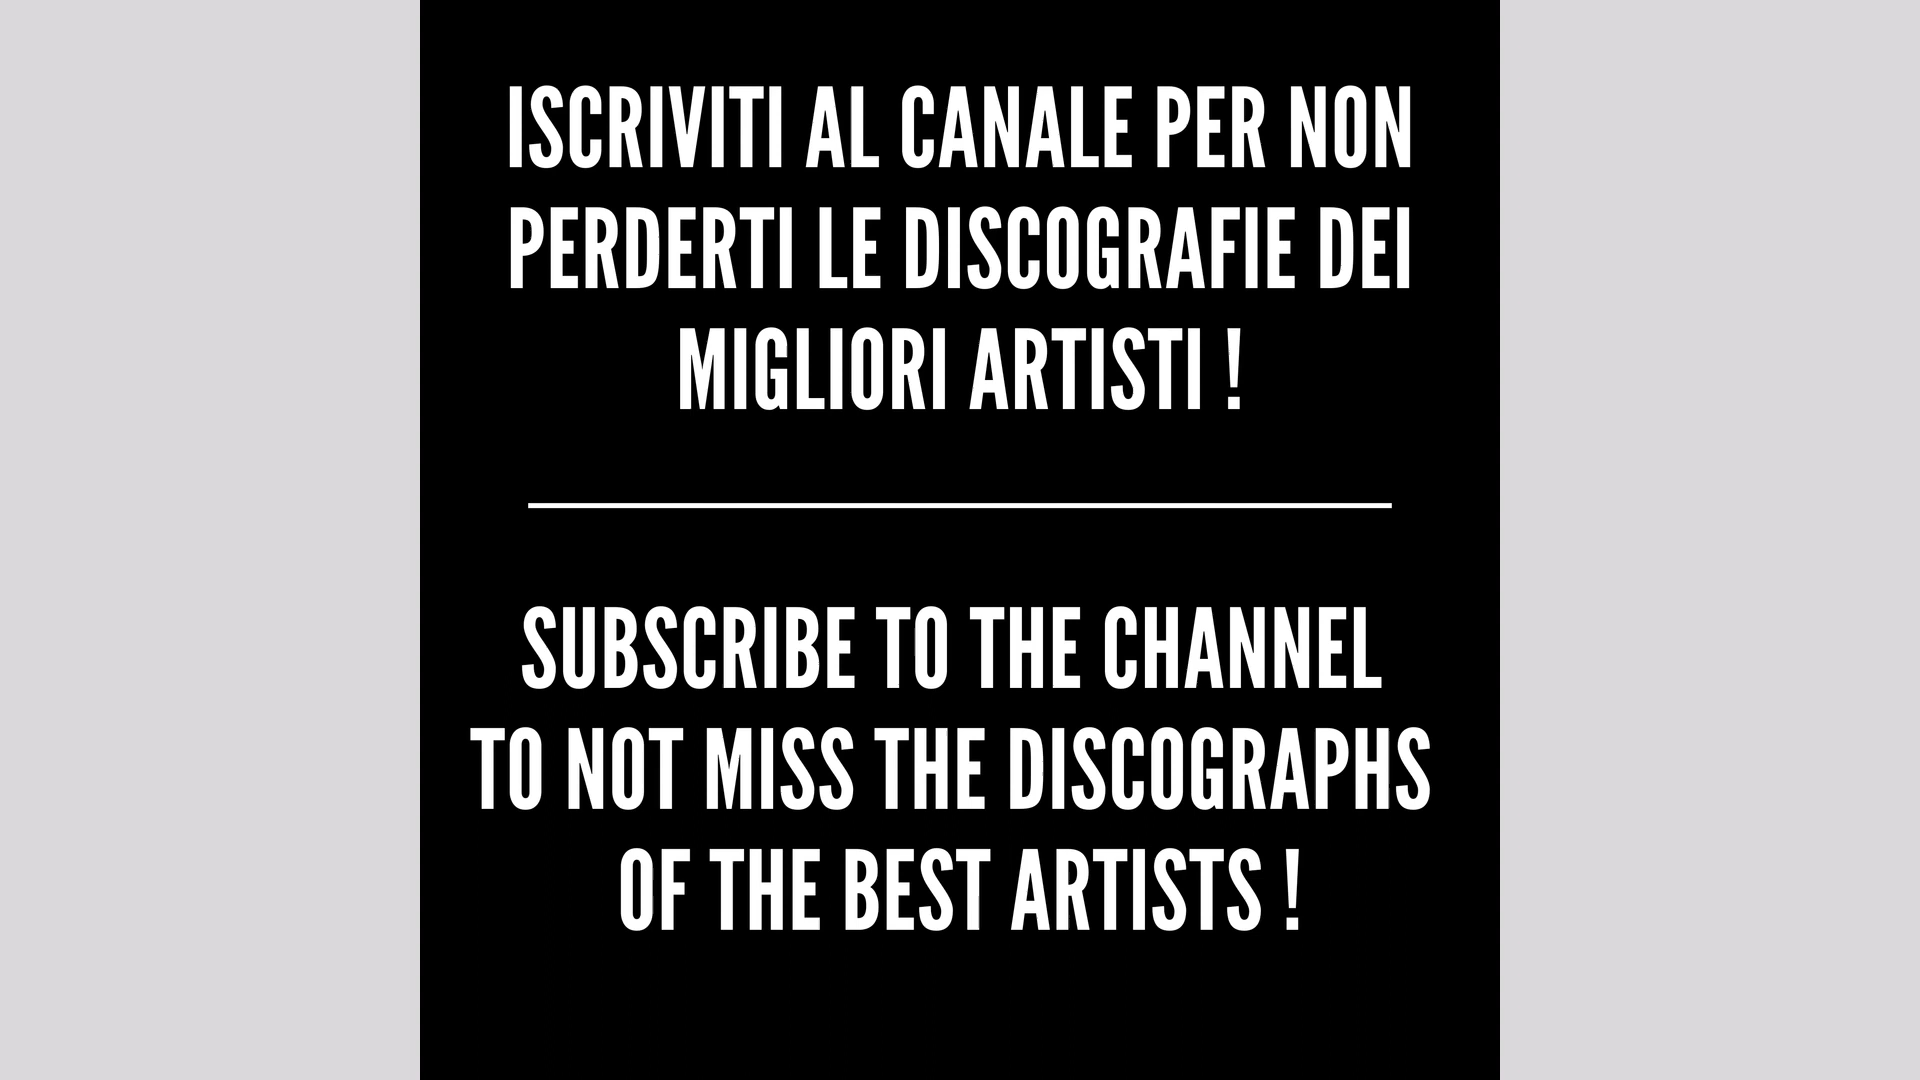 ISCRIVITI AL CANALE PER NON
PERDERTI LE DISCOGRAFIE DEI
MIGLIORI ARTISTI !
SUBSCRIBE TO THE CHANNEL
TO NOT MISS THE DISCOGRAPHS
OF THE BEST ARTISTS !